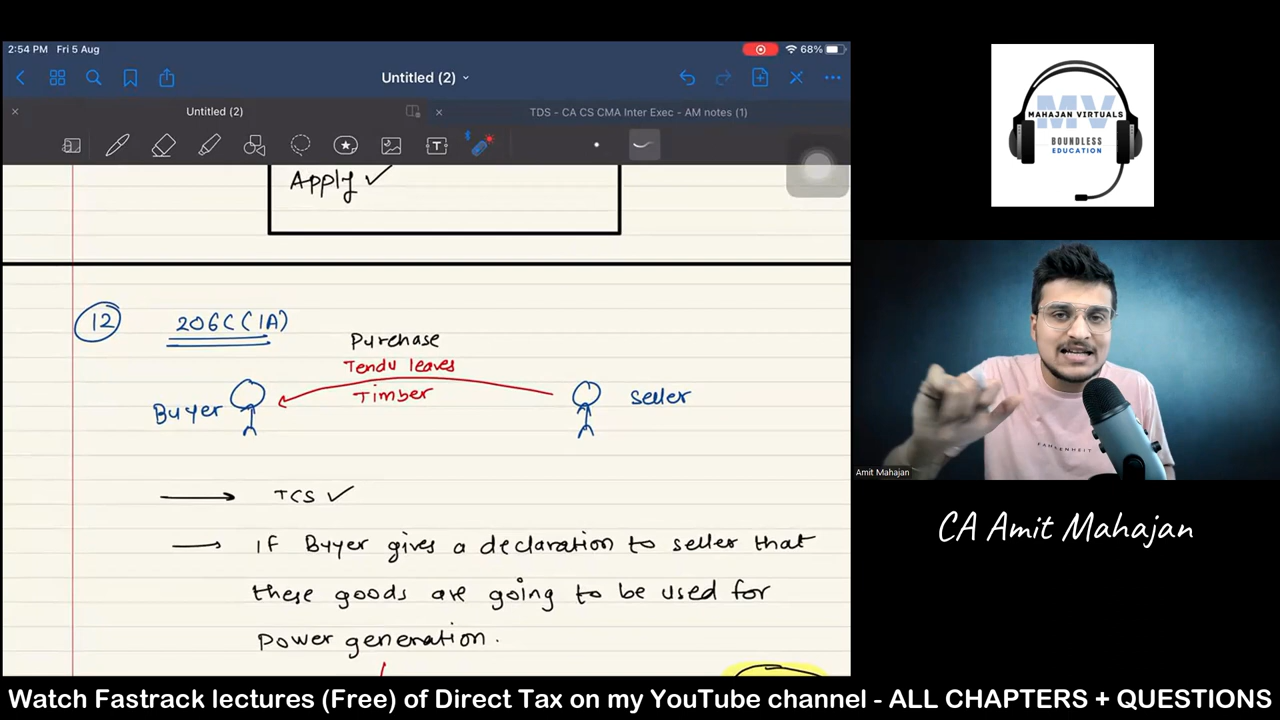 2:54 PM Fri 5 Aug
68%
Untitled (2)
Untitled (2)
TDS - CA CS CMA Inter Exec - AM notes (1)
Apply ✓
12
206C(1A)
Purchase
Tendu leaves
Timber
Buyer
seller
TCS ✓
If Buyer gives a declaration to seller that
these goods are going to be used for
power generation.
MV
MAHAJAN VIRTUALS
BOUNDLESS
EDUCATION
FAHRENHEIT
Amit Mahajan
CA Amit Mahajan
Watch Fastrack lectures (Free) of Direct Tax on my YouTube channel - ALL CHAPTERS + QUESTIONS